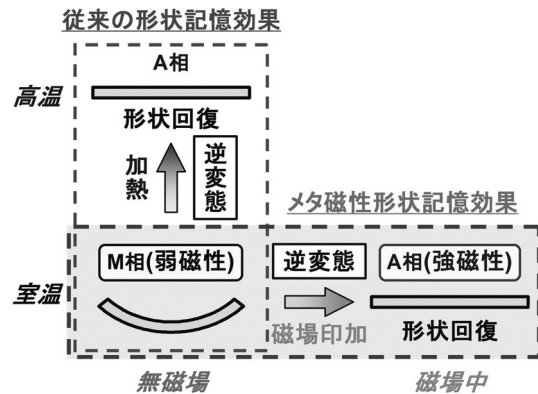 従来の形状記憶効果
A相
高温
形状回復
加熱
逆変態
メタ磁性形状記憶効果
M相(弱磁性)
逆変態
A相(強磁性)
室温
磁場印加
形状回復
無磁場
磁場中